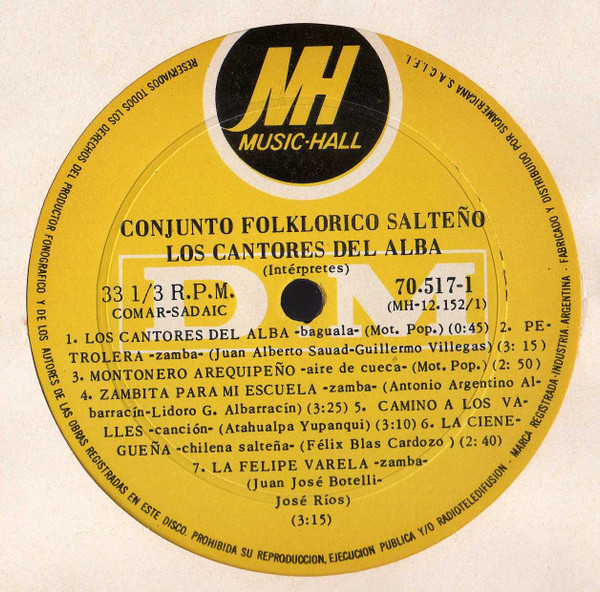 MH
MUSIC-HALL
CONJUNTO FOLKLORICO SALTEÑO
LOS CANTORES DEL ALBA
(Intérpretes)
33 1/3 R.P.M.
COMAR-SADAIC
70.517-1
(MH-12.152/1)
DM
1. LOS CANTORES DEL ALBA -baguala- (Mot. Pop.) (0:45) 2. PE-
TROLERA -zamba- (Juan Alberto Sauad-Guillermo Villegas) (3: 15)
3. MONTONERO AREQUIPEÑO -aire de cueca- (Mot. Pop.) (2: 50)
4. ZAMBITA PARA MI ESCUELA -zamba- (Antonio Argentino Al-
barracín-Lidoro G. Albarracín) (3:25) 5. CAMINO A LOS VA-
LLES -canción- (Atahualpa Yupanqui) (3:10) 6. LA CIENE-
GUEÑA -chilena salteña- (Félix Blas Cardozo ) (2: 40)
7. LA FELIPE VARELA -zamba-
(Juan José Botelli-
José Ríos)
(3:15)
RESERVADOS TODOS LOS DERECHOS DEL PRODUCTOR FONOGRAFICO Y DE LOS AUTORES DE LAS OBRAS REGISTRADAS EN ESTE DISCO. PROHIBIDA SU REPRODUCCION, EJECUCION PUBLICA Y/O RADIOTELEDIFUSION - MARCA REGISTRADA-INDUSTRIA ARGENTINA - FABRICADO Y DISTRIBUIDO POR SICAMERICANA S.A.C.I.F.I.